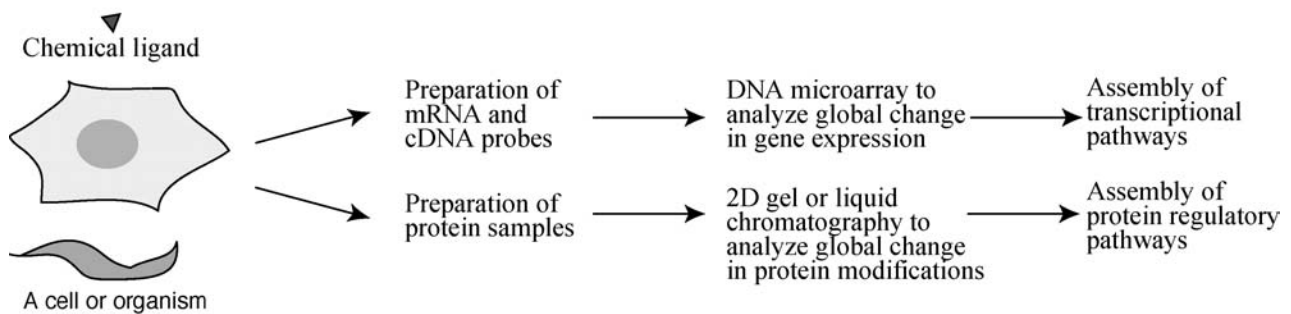 Chemical ligand
A cell or organism
Preparation of
mRNA and
cDNA probes
DNA microarray to
analyze global change
in gene expression
Assembly of
transcriptional
pathways
Preparation of
protein samples
2D gel or liquid
chromatography to
analyze global change
in protein modifications
Assembly of
protein regulatory
pathways